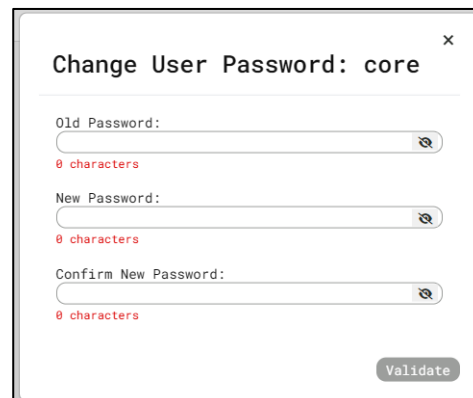 ×
Change User Password: core
Old Password:
0 characters
New Password:
0 characters
Confirm New Password:
0 characters
Validate